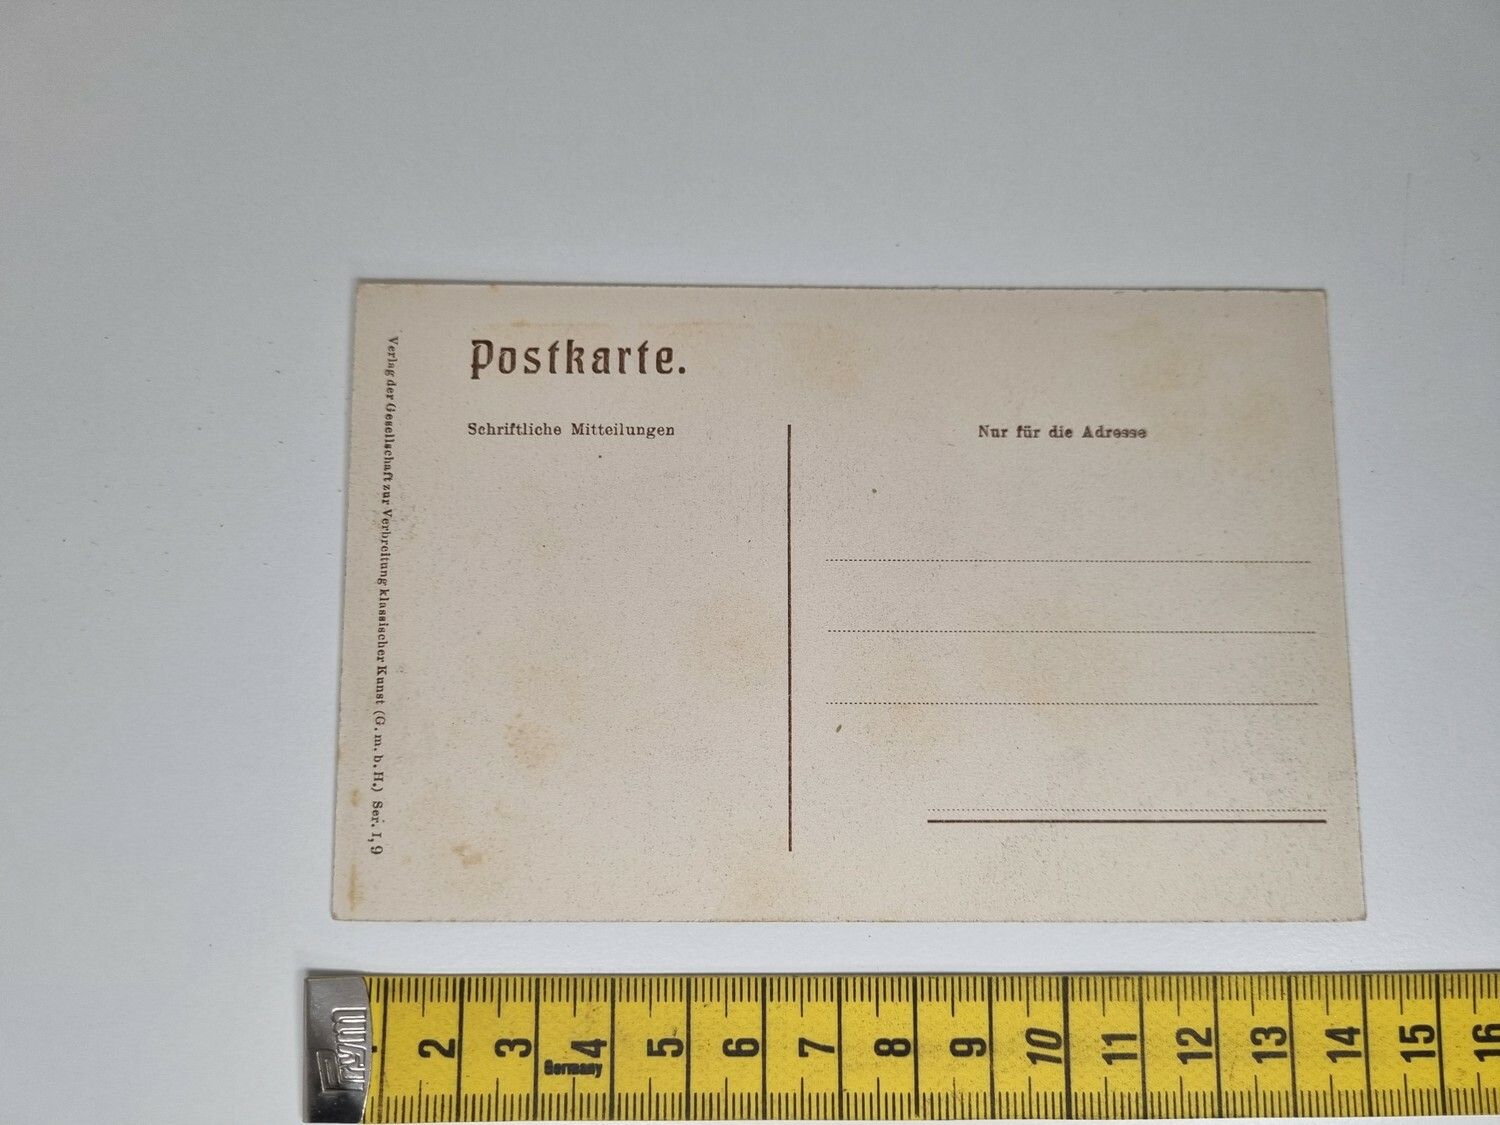 Postkarte.
Schriftliche Mitteilungen
Nur für die Adresse
Verlag der Gesellschaft zur Verbreitung klassischer Kunst (G. m. b. H.) Ser. I, 9
Prym
2 3 4 5 6 7 8 9 10 11 12 13 14 15 16
Germany